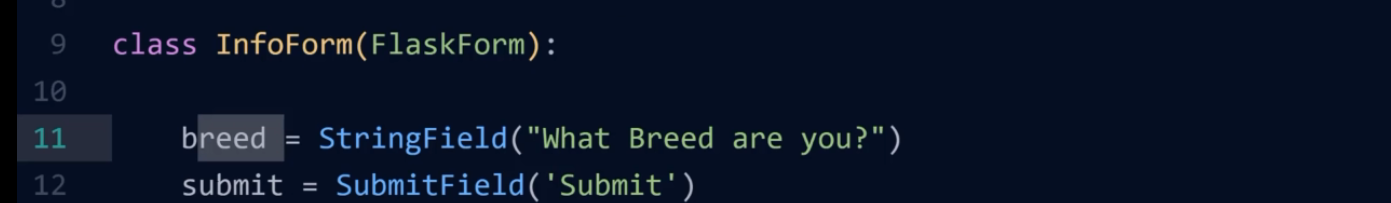 9 class InfoForm(FlaskForm):
10
11 breed = StringField("What Breed are you?")
12 submit = SubmitField('Submit')